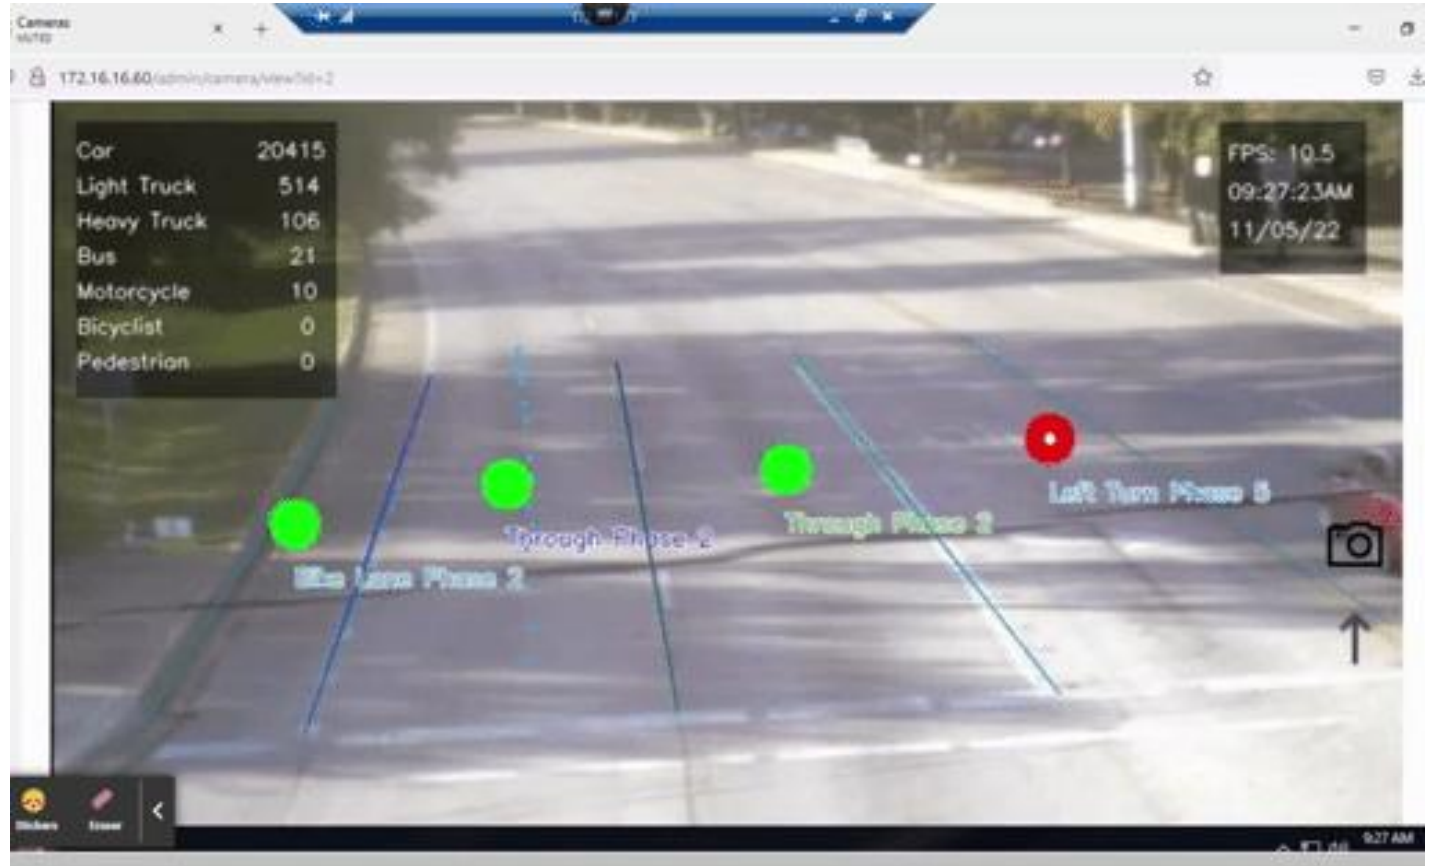 Cameras
MUTED
172.16.16.60/admin/camera/view?id=2
Car 20415
Light Truck 514
Heavy Truck 106
Bus 21
Motorcycle 10
Bicyclist 0
Pedestrian 0
FPS: 10.5
09:27:23AM
11/05/22
Left Turn Phase 5
Through Phase 2
Through Phase 2
Bike Lane Phase 2
Stickers Eraser
9:27 AM